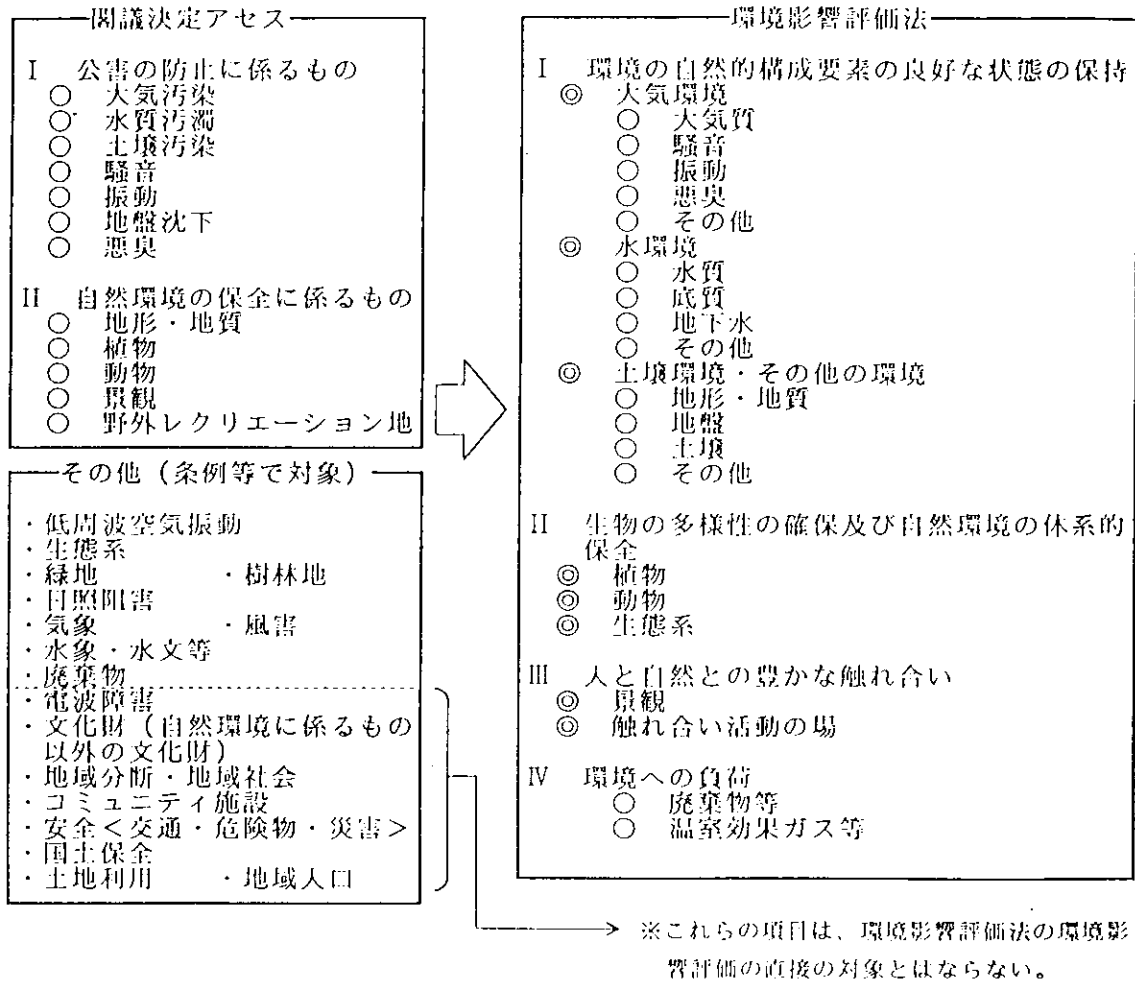 閣議決定アセス
Ⅰ 公害の防止に係るもの
○ 大気汚染
○ 水質汚濁
○ 土壌汚染
○ 騒音
○ 振動
○ 地盤沈下
○ 悪臭
Ⅱ 自然環境の保全に係るもの
○ 地形・地質
○ 植物
○ 動物
○ 景観
○ 野外レクリエーション地
その他(条例等で対象)
・低周波空気振動
・生態系
・緑地 ・樹林地
・日照阻害
・気象 ・風害
・水象・水文等
・廃棄物
・電波障害
・文化財(自然環境に係るもの
以外の文化財)
・地域分断・地域社会
・コミュニティ施設
・安全<交通・危険物・災害>
・国土保全
・土地利用 ・地域人口
環境影響評価法
Ⅰ 環境の自然的構成要素の良好な状態の保持
◎ 大気環境
○ 大気質
○ 騒音
○ 振動
○ 悪臭
○ その他
◎ 水環境
○ 水質
○ 底質
○ 地下水
○ その他
◎ 土壌環境・その他の環境
○ 地形・地質
○ 地盤
○ 土壌
○ その他
Ⅱ 生物の多様性の確保及び自然環境の体系的
保全
◎ 植物
◎ 動物
◎ 生態系
Ⅲ 人と自然との豊かな触れ合い
◎ 景観
◎ 触れ合い活動の場
Ⅳ 環境への負荷
○ 廃棄物等
○ 温室効果ガス等
※これらの項目は、環境影響評価法の環境影
響評価の直接の対象とはならない。